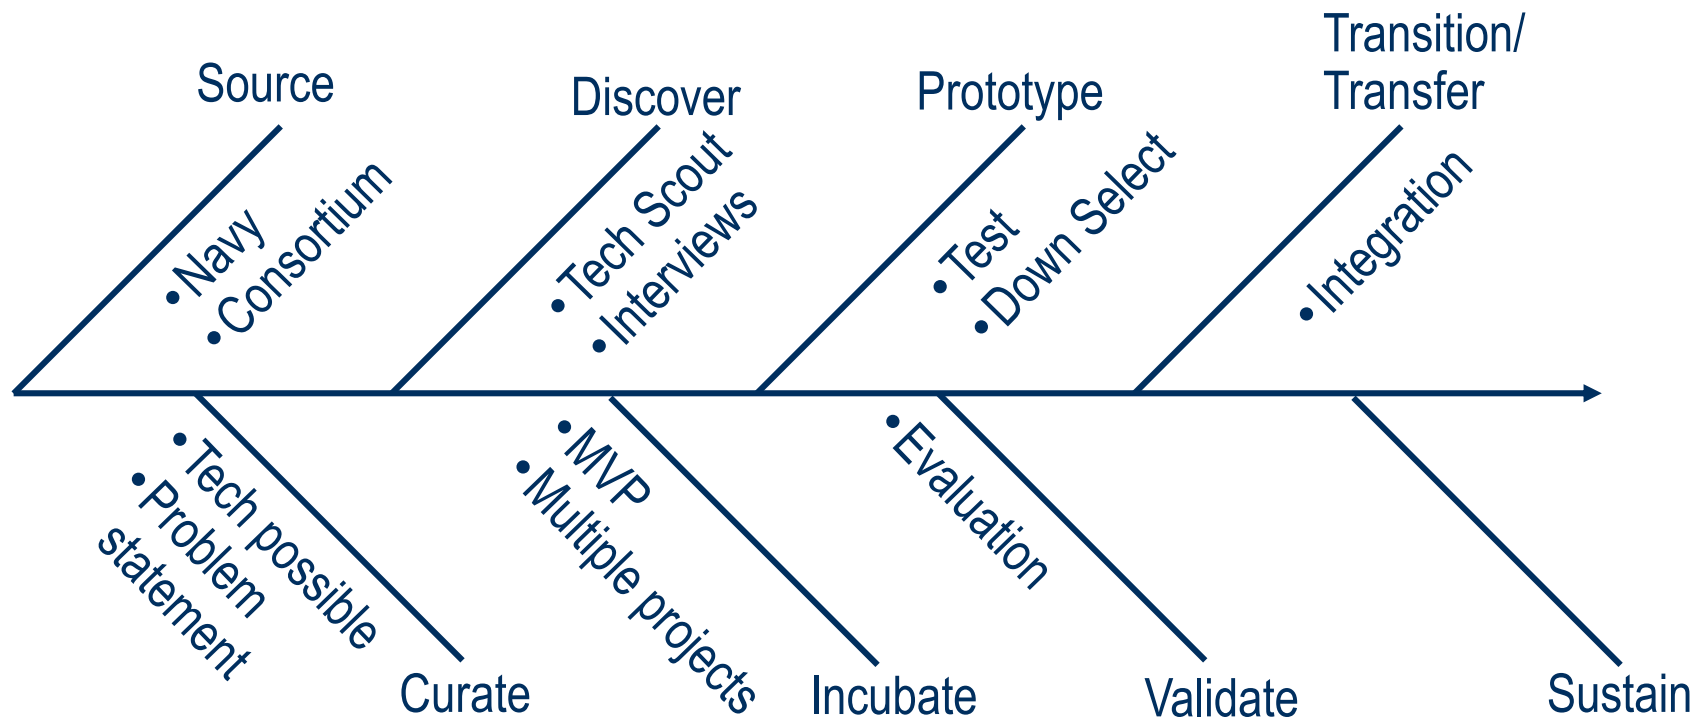 Source
• Navy
• Consortium
Discover
• Tech Scout
• Interviews
Prototype
• Test
• Down Select
Transition/
Transfer
• Integration
• Tech possible
• Problem
statement
Curate
• MVP
• Multiple projects
Incubate
• Evaluation
Validate
Sustain